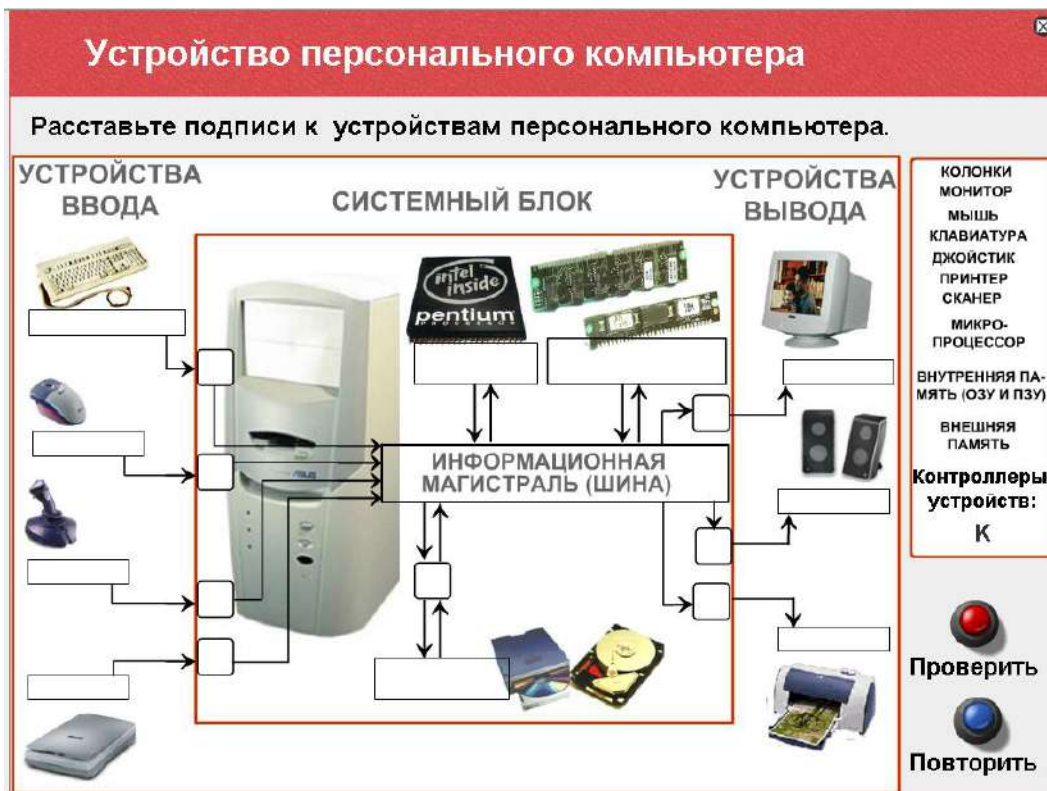 Устройство персонального компьютера
Расставьте подписи к устройствам персонального компьютера.
УСТРОЙСТВА
ВВОДА
СИСТЕМНЫЙ БЛОК
УСТРОЙСТВА
ВЫВОДА
intel
inside
pentium
PROCESSOR
ASUS
ИНФОРМАЦИОННАЯ
МАГИСТРАЛЬ (ШИНА)
КОЛОНКИ
МОНИТОР
МЫШЬ
КЛАВИАТУРА
ДЖОЙСТИК
ПРИНТЕР
СКАНЕР
МИКРО-
ПРОЦЕССОР
ВНУТРЕННЯЯ ПА-
МЯТЬ (ОЗУ И ПЗУ)
ВНЕШНЯЯ
ПАМЯТЬ
Контроллеры
устройств:
К
Проверить
Повторить